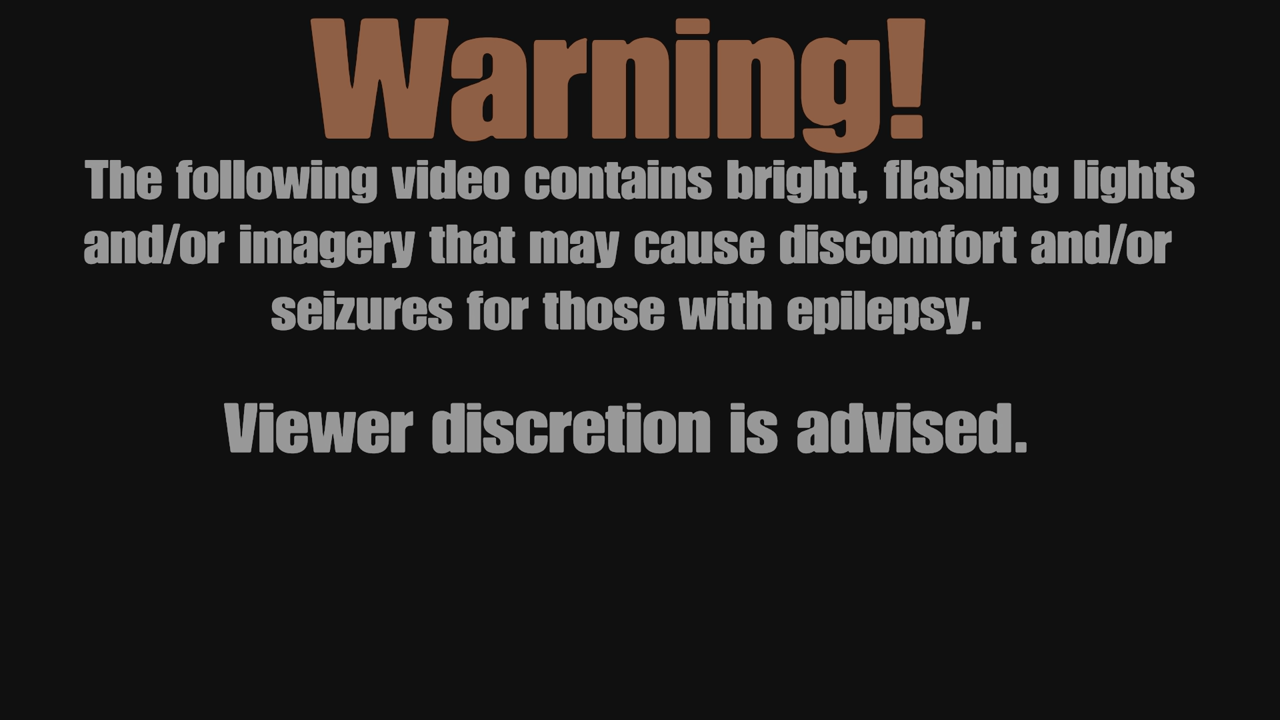 Warning!
The following video contains bright, flashing lights
and/or imagery that may cause discomfort and/or
seizures for those with epilepsy.
Viewer discretion is advised.